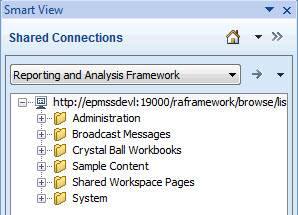 Smart View
Shared Connections
Reporting and Analysis Framework
http://epmssdevl:19000/raframework/browse/lis
Administration
Broadcast Messages
Crystal Ball Workbooks
Sample Content
Shared Workspace Pages
System